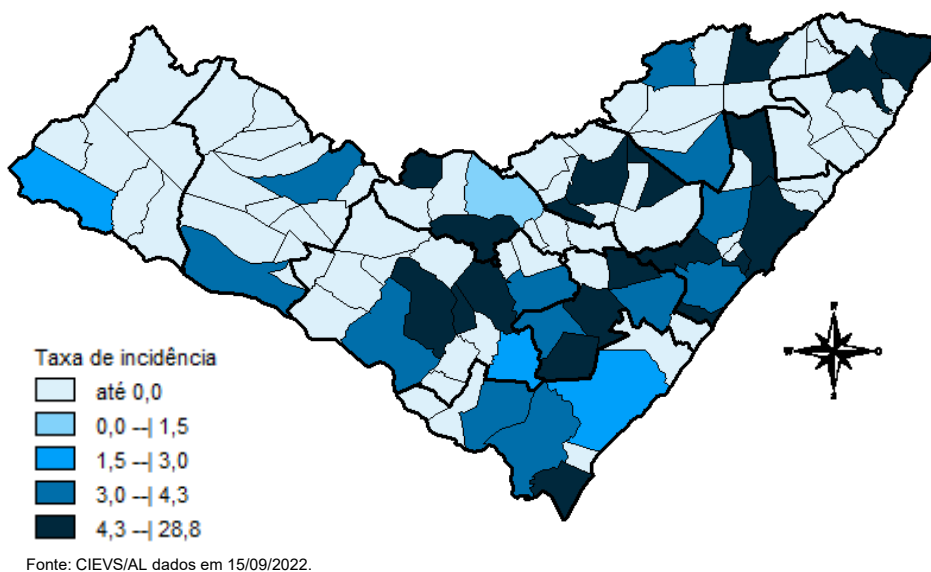 Taxa de incidência
até 0,0
0,0 --| 1,5
1,5 --| 3,0
3,0 --| 4,3
4,3 --| 28,8
Fonte: CIEVS/AL dados em 15/09/2022.